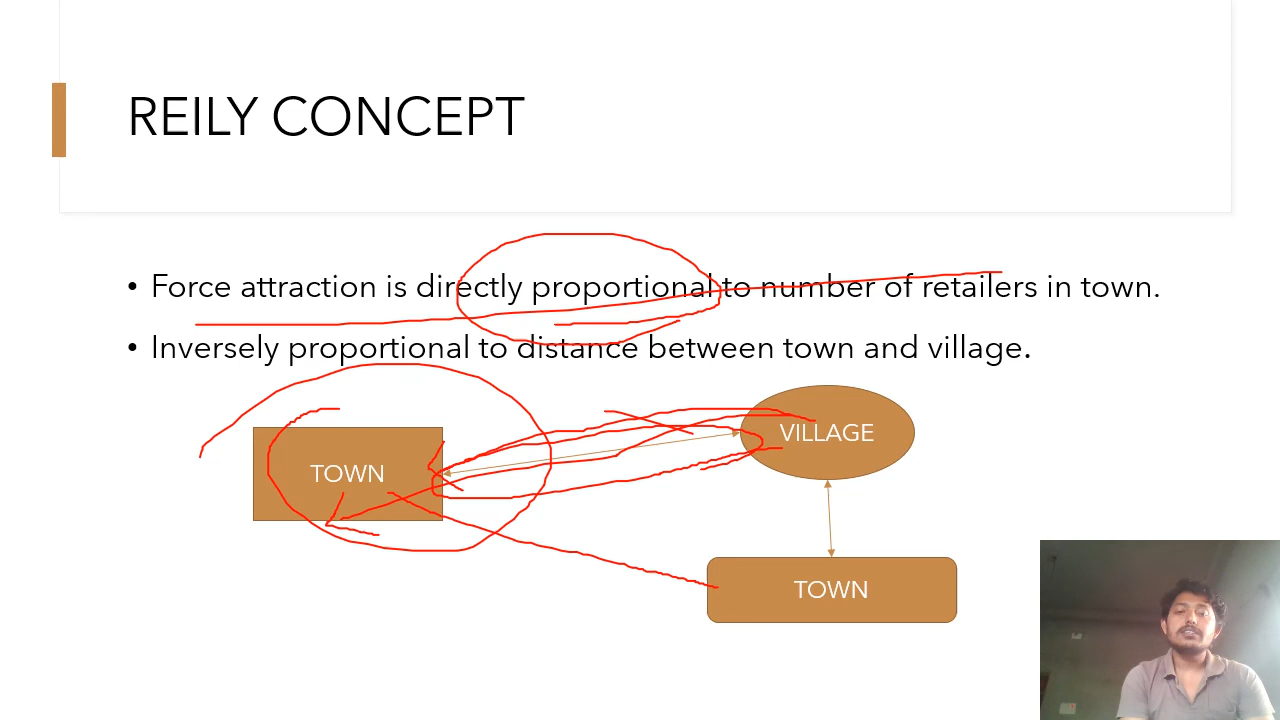 REILY CONCEPT
• Force attraction is directly proportional to number of retailers in town.
• Inversely proportional to distance between town and village.
VILLAGE
TOWN
TOWN